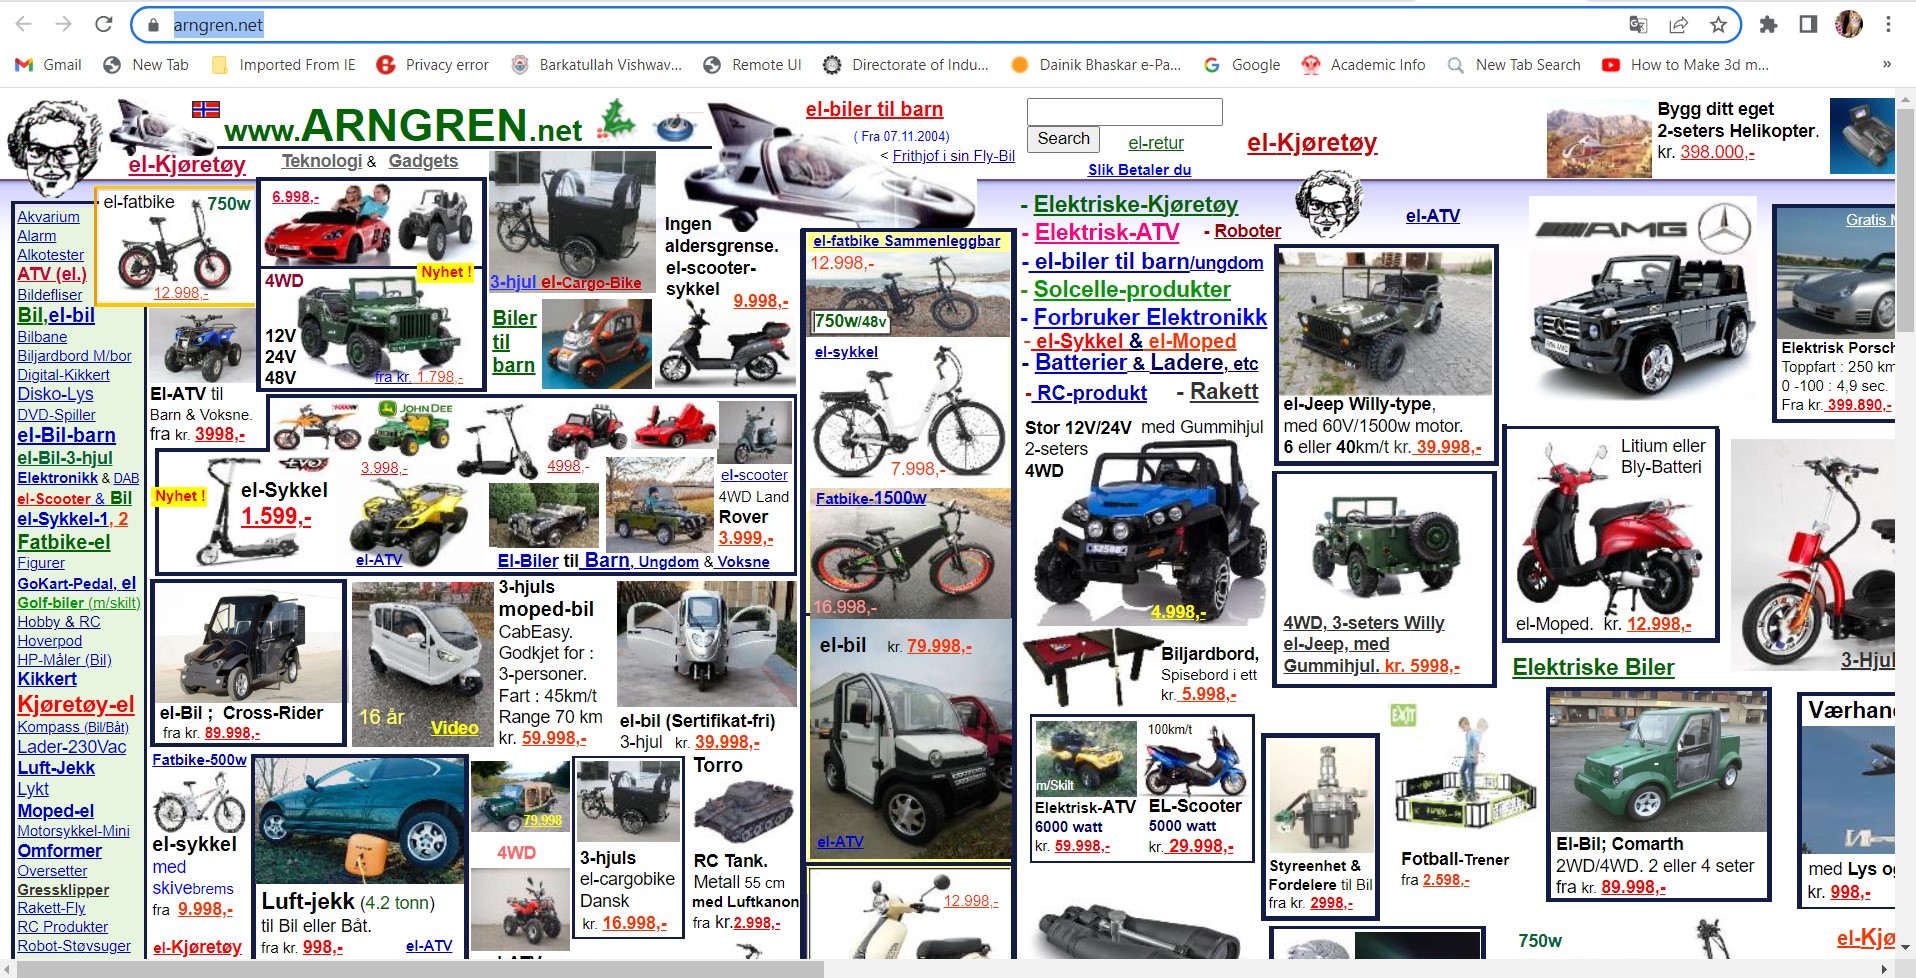 arngren.net
Gmail
New Tab
Imported From IE
Privacy error
Barkatullah Vishwav...
Remote UI
Directorate of Indu...
Dainik Bhaskar e-Pa...
Google
Academic Info
New Tab Search
How to Make 3d m...
»
www.ARNGREN.net
el-Kjøretøy
Teknologi & Gadgets
el-biler til barn
( Fra 07.11.2004)
< Frithjof i sin Fly-Bil
Search
el-retur
Slik Betaler du
el-Kjøretøy
Bygg ditt eget
2-seters Helikopter.
kr. 398.000,-
Akvarium
Alarm
Alkotester
ATV (el.)
Bildefliser
Bil,el-bil
Bilbane
Biljardbord M/bor
Digital-Kikkert
Disko-Lys
DVD-Spiller
el-Bil-barn
el-Bil-3-hjul
Elektronikk & DAB
el-Scooter & Bil
el-Sykkel-1, 2
Fatbike-el
Figurer
GoKart-Pedal, el
Golf-biler (m/skilt)
Hobby & RC
Hoverpod
HP-Måler (Bil)
Kikkert
Kjøretøy-el
Kompass (Bil/Båt)
Lader-230Vac
Luft-Jekk
Lykt
Moped-el
Motorsykkel-Mini
Omformer
Oversetter
Gressklipper
Rakett-Fly
RC Produkter
Robot-Støvsuger
el-fatbike
750w
12.998,-
6.998,-
Nyhet !
4WD
12V
24V
48V
fra kr. 1.798,-
3-hjul el-Cargo-Bike
Biler
til
barn
Ingen
aldersgrense.
el-scooter-
sykkel
9.998,-
El-ATV til
Barn & Voksne.
fra kr. 3998,-
JOHN DEE
3.998,-
4998,-
el-scooter
4WD Land
Rover
3.999,-
Nyhet !
EVO
el-Sykkel
1.599,-
el-ATV
El-Biler til Barn, Ungdom & Voksne
el-fatbike Sammenleggbar
12.998,-
750w/48v
el-sykkel
7.998,-
Fatbike-1500w
16.998,-
el-bil kr. 79.998,-
el-ATV
12.998,-
- Elektriske-Kjøretøy
- Elektrisk-ATV
- Roboter
- el-biler til barn/ungdom
- Solcelle-produkter
- Forbruker Elektronikk
- el-Sykkel & el-Moped
- Batterier & Ladere, etc
- RC-produkt
- Rakett
Stor 12V/24V med Gummihjul
2-seters
4WD
S2588
4.998,-
Biljardbord,
Spisebord i ett
kr. 5.998,-
m/Skilt
Elektrisk-ATV
6000 watt
kr. 59.998,-
100km/t
EL-Scooter
5000 watt
kr. 29.998,-
el-ATV
el-Jeep Willy-type,
med 60V/1500w motor.
6 eller 40km/t kr. 39.998,-
4WD, 3-seters Willy
el-Jeep, med
Gummihjul. kr. 5998,-
AMG
Gratis M
Elektrisk Porsch
Toppfart : 250 km
0 -100 : 4,9 sec.
Fra kr. 399.890,-
Litium eller
Bly-Batteri
el-Moped. kr. 12.998,-
3-Hjul
Elektriske Biler
el-Bil ; Cross-Rider
fra kr. 89.998,-
16 år
Video
3-hjuls
moped-bil
CabEasy.
Godkjet for :
3-personer.
Fart : 45km/t
Range 70 km
kr. 59.998,-
el-bil (Sertifikat-fri)
3-hjul kr. 39.998,-
Fatbike-500w
el-sykkel
med
skivebrems
fra 9.998,-
el-Kjøretøy
Luft-jekk (4.2 tonn)
til Bil eller Båt.
fra kr. 998,-
el-ATV
79.998
4WD
3-hjuls
el-cargobike
Dansk
kr. 16.998,-
Torro
RC Tank.
Metall 55 cm
med Luftkanon
fra kr.2.998,-
Styreenhet &
Fordelere til Bil
fra kr. 2998,-
EXIT
Fotball-Trener
fra 2.598,-
El-Bil; Comarth
2WD/4WD. 2 eller 4 seter
fra kr. 89.998,-
Værhan
med Lys og
kr. 998,-
750w
el-Kjø